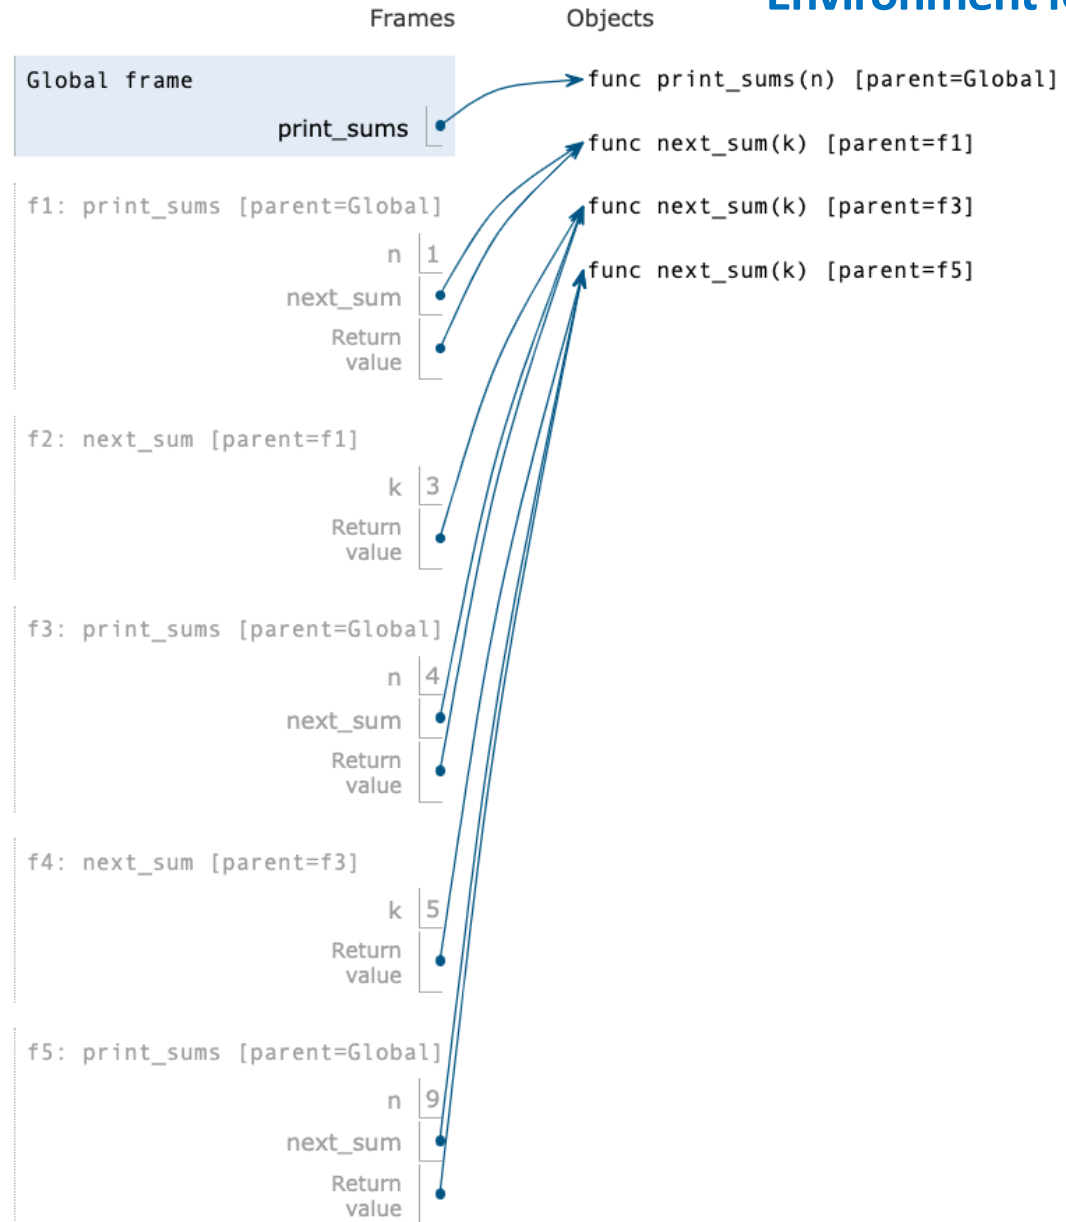 Frames Objects
Environment
Global frame
print_sums
func print_sums(n) [parent=Global]
func next_sum(k) [parent=f1]
func next_sum(k) [parent=f3]
func next_sum(k) [parent=f5]
f1: print_sums [parent=Global]
n 1
next_sum
Return
value
f2: next_sum [parent=f1]
k 3
Return
value
f3: print_sums [parent=Global]
n 4
next_sum
Return
value
f4: next_sum [parent=f3]
k 5
Return
value
f5: print_sums [parent=Global]
n 9
next_sum
Return
value